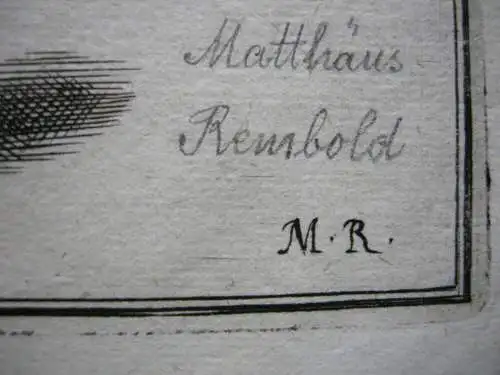 Matthäus
Rembold
M. R.